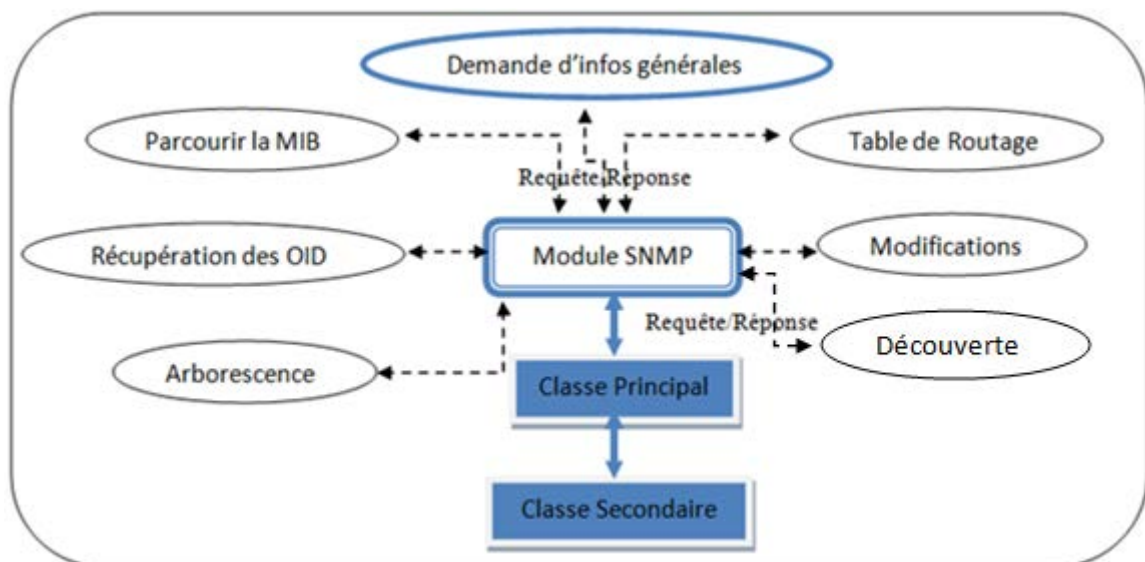 Demande d'infos générales
Parcourir la MIB
Table de Routage
Requête/Réponse
Récupération des OID
Module SNMP
Modifications
Requête/Réponse
Découverte
Arborescence
Classe Principal
Classe Secondaire